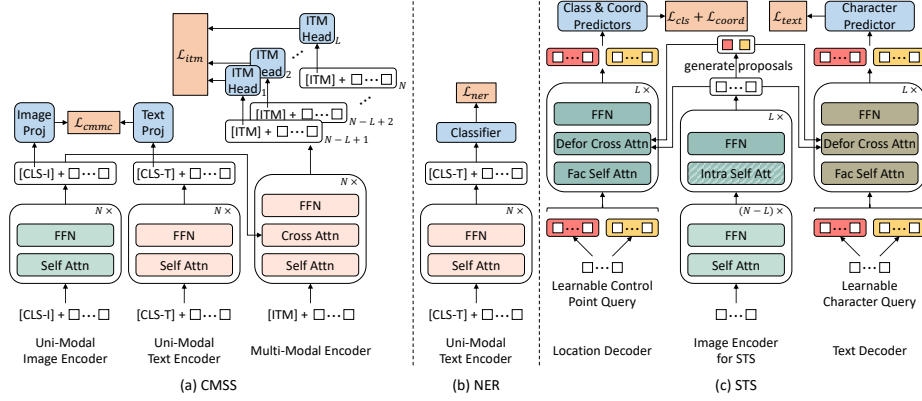 ITM
Head L
ITM
Head 2
ITM
Head 1
ℒitm
[ITM] + □⋯□ N
[ITM] + □⋯□ N−L+2
[ITM] + □⋯□ N−L+1
Image
Proj
ℒcmmc
Text
Proj
[CLS-I] + □⋯□
[CLS-T] + □⋯□
N ×
FFN
Self Attn
N ×
FFN
Self Attn
N ×
FFN
Cross Attn
Self Attn
[CLS-I] + □⋯□
[CLS-T] + □⋯□
[ITM] + □⋯□
Uni-Modal
Image Encoder
Uni-Modal
Text Encoder
Multi-Modal Encoder
(a) CMSS
ℒner
Classifier
[CLS-T] + □⋯□
N ×
FFN
Self Attn
[CLS-T] + □⋯□
Uni-Modal
Text Encoder
(b) NER
Class & Coord
Predictors
ℒcls + ℒcoord
ℒtext
Character
Predictor
generate proposals
L ×
FFN
Defor Cross Attn
Fac Self Attn
L ×
FFN
Intra Self Att
(N−L) ×
FFN
Self Attn
L ×
FFN
Defor Cross Attn
Fac Self Attn
Learnable Control
Point Query
Learnable
Character Query
Location Decoder
Image Encoder
for STS
Text Decoder
(c) STS